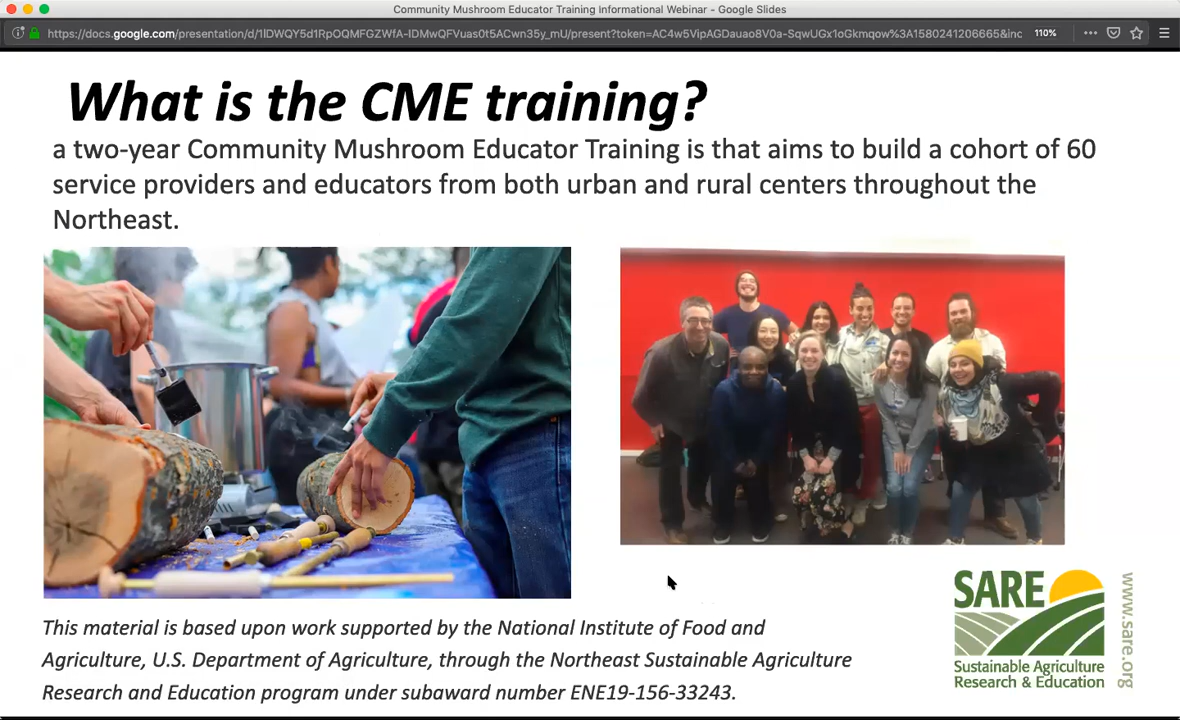 Community Mushroom Educator Training Informational Webinar - Google Slides
https://docs.google.com/presentation/d/1lDWQY5d1RpOQMFGZWfA-IDMwQFVuas0t5ACwn35y_mU/present?token=AC4w5VipAGDauao8V0a-SqwUGx1oGkmqow%3A1580241206665&inc
110%
What is the CME training?
a two-year Community Mushroom Educator Training is that aims to build a cohort of 60
service providers and educators from both urban and rural centers throughout the
Northeast.
This material is based upon work supported by the National Institute of Food and
Agriculture, U.S. Department of Agriculture, through the Northeast Sustainable Agriculture
Research and Education program under subaward number ENE19-156-33243.
SARE
Sustainable Agriculture
Research & Education
www.sare.org